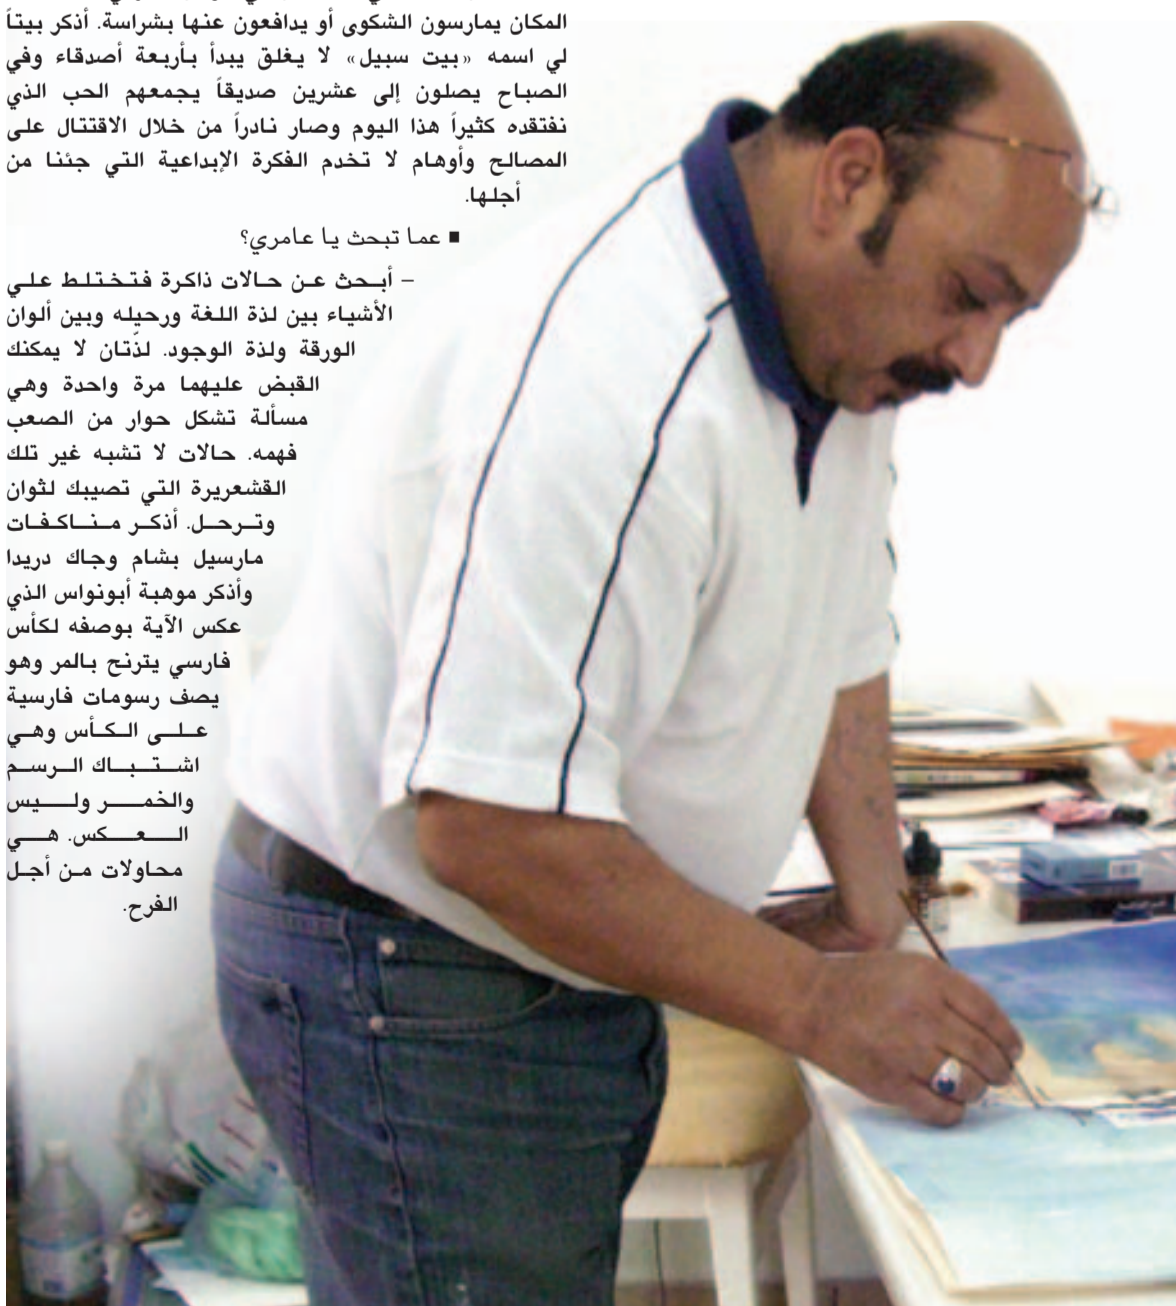 المكان يمارسون الشكوى أو يدافعون عنها بشراسة. أذكر بيتاً
لي اسمه «بيت سبيل» لا يغلق يبدأ بأربعة أصدقاء وفي
الصباح يصلون إلى عشرين صديقاً يجمعهم الحب الذي
نفتقده كثيراً هذا اليوم وصار نادراً من خلال الاقتتال على
المصالح وأوهام لا تخدم الفكرة الإبداعية التي جئنا من
أجلها.
■ عما تبحث يا عامري؟
– أبحث عن حالات ذاكرة فتختلط علي
الأشياء بين لذة اللغة ورحيله وبين ألوان
الورقة ولذة الوجود. لذّتان لا يمكنك
القبض عليهما مرة واحدة وهي
مسألة تشكل حوار من الصعب
فهمه. حالات لا تشبه غير تلك
القشعريرة التي تصيبك لثوان
وترحل. أذكر مناكفات
مارسيل بشام وجاك دريدا
وأذكر موهبة أبونواس الذي
عكس الآية بوصفه لكأس
فارسي يترنح بالمر وهو
يصف رسومات فارسية
على الكأس وهي
اشتباك الرسم
والخمر وليس
العكس. هي
محاولات من أجل
الفرح.